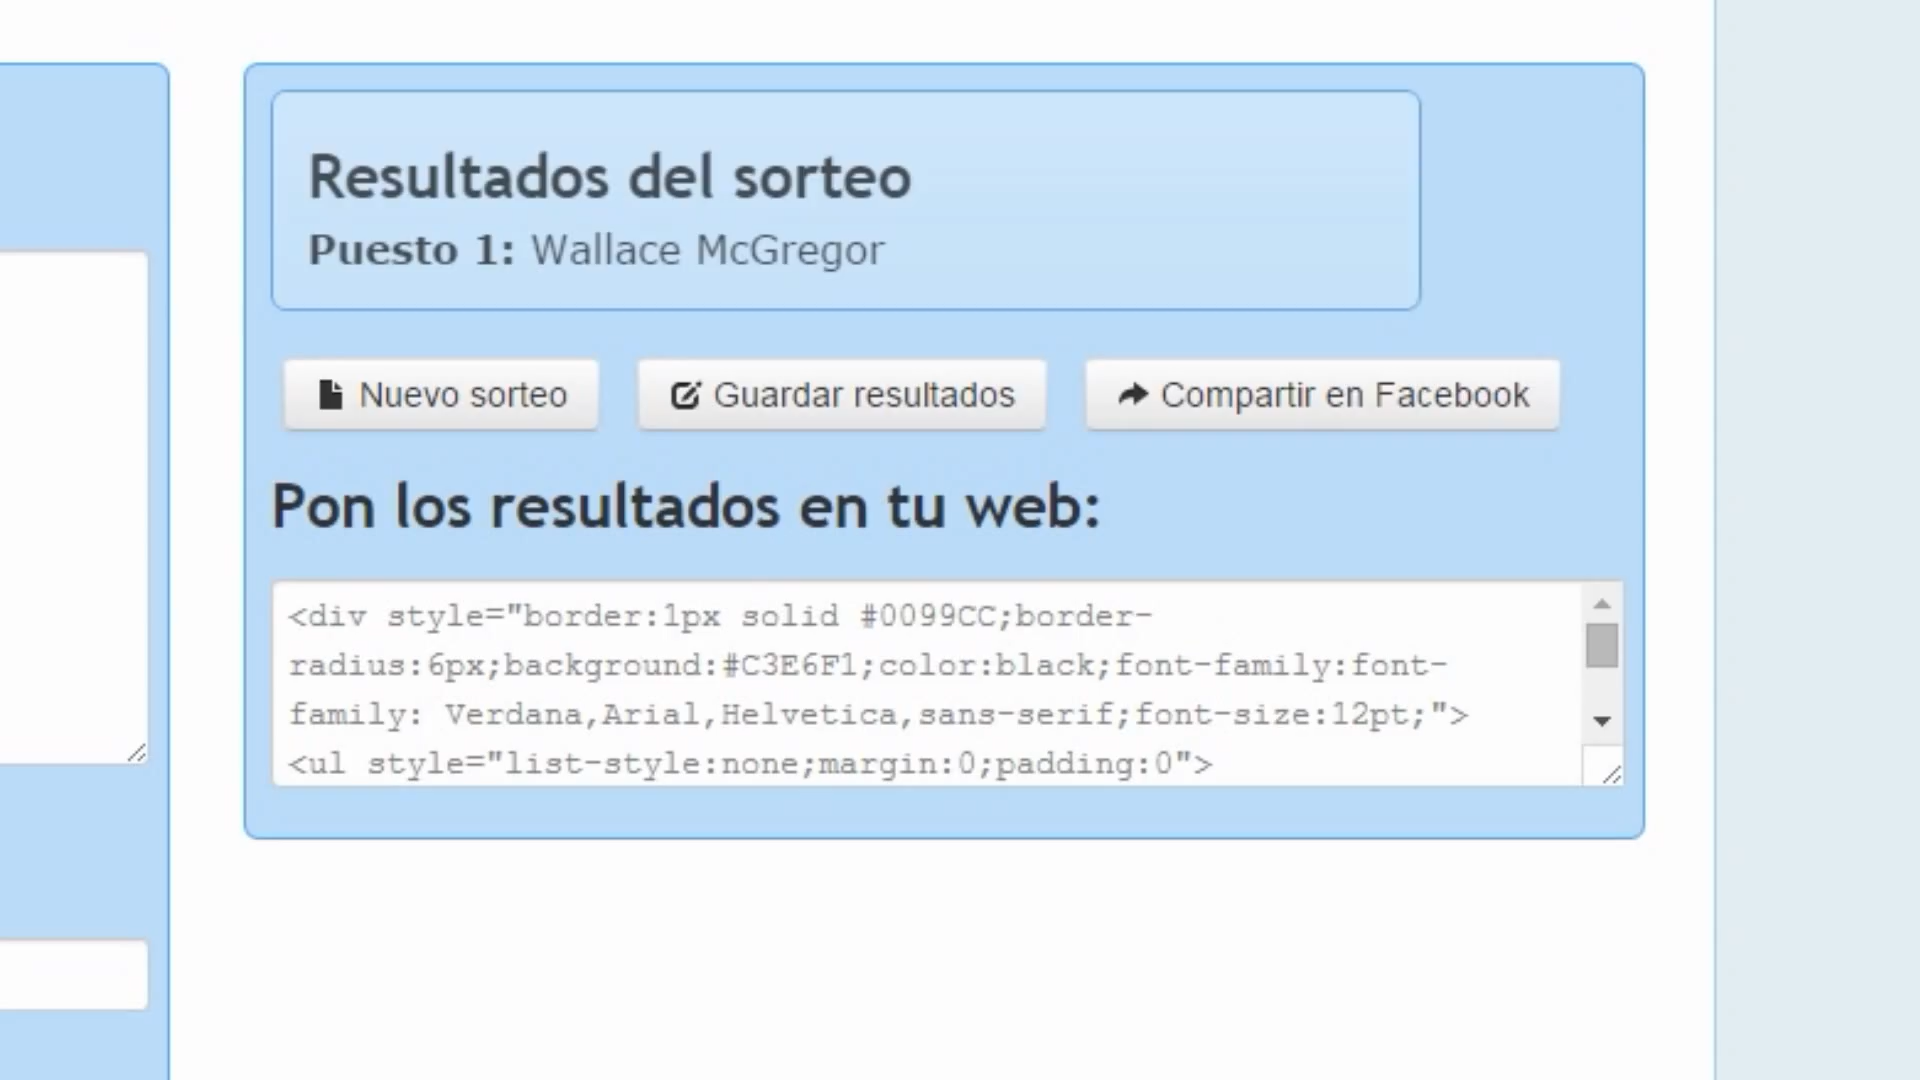 Resultados del sorteo
Puesto 1: Wallace McGregor
Nuevo sorteo
Guardar resultados
Compartir en Facebook
Pon los resultados en tu web:
<div style="border:1px solid #0099CC;border-
radius:6px;background:#C3E6F1;color:black;font-family:font-
family: Verdana,Arial,Helvetica,sans-serif;font-size:12pt;">
<ul style="list-style:none;margin:0;padding:0">